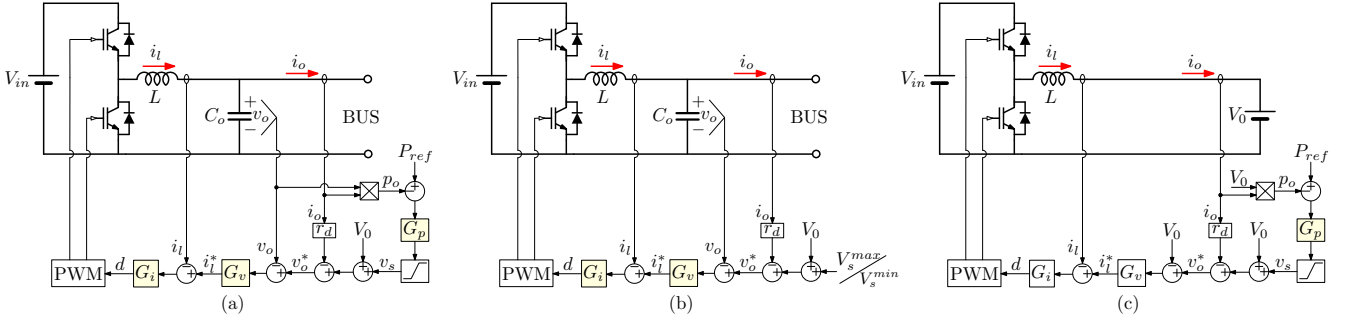 i_l i_o
V_in L C_o + v_o − BUS
P_ref
p_o
i_o r_d G_p
i_l v_o v_o^* V_0 v_s
PWM d G_i i_l^* G_v
(a)
i_l i_o
V_in L C_o + v_o − BUS
i_o r_d
i_l v_o v_o^* V_0
PWM d G_i i_l^* G_v V_s^max / V_s^min
(b)
i_l i_o
V_in L V_0
P_ref
V_0 p_o
i_o r_d G_p
i_l V_0 v_o^* V_0 v_s
PWM d G_i i_l^* G_v
(c)